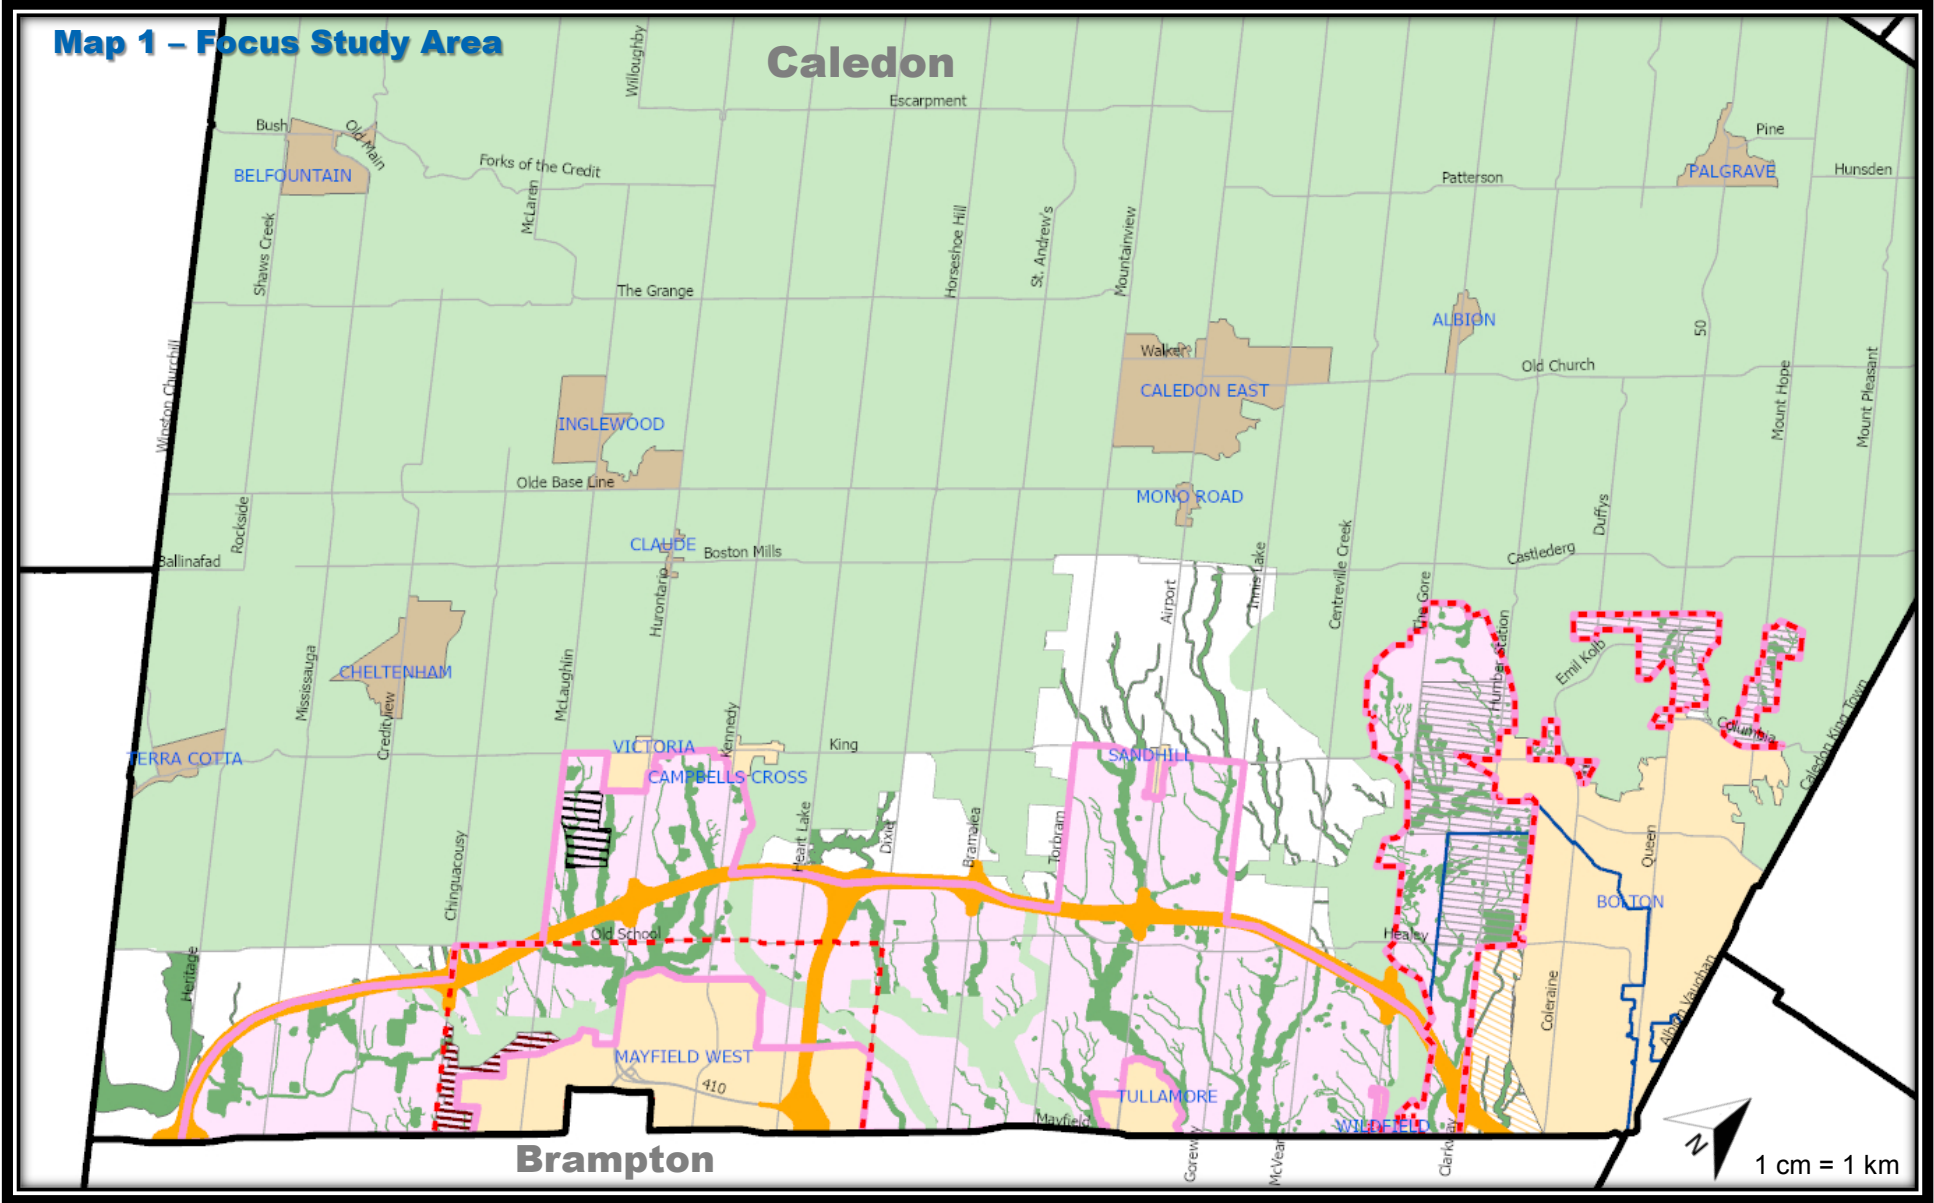 Map 1 – Focus Study Area
Caledon
Willoughby
Escarpment
Bush
Old Main
Pine
BELFOUNTAIN
Forks of the Credit
PALGRAVE
Hunsden
Patterson
McLaren
Shaws Creek
Horseshoe Hill
St. Andrew's
Mountainview
The Grange
ALBION
50
Walker
Old Church
Winston Churchill
CALEDON EAST
Mount Hope
Mount Pleasant
INGLEWOOD
Olde Base Line
MONO ROAD
Rockside
Duffys
CLAUDE
Boston Mills
Castlederg
Ballinafad
Hurontario
Airport
Innis Lake
Centreville Creek
The Gore
Humber Station
Emil Kolb
CHELTENHAM
Mississauga
Creditview
McLaughlin
Kennedy
King
VICTORIA
CAMPBELLS CROSS
SANDHILL
Columbia
Caledon King Town
TERRA COTTA
Chinguacousy
Heart Lake
Dixie
Bramalea
Torbram
Queen
BOLTON
Old School
Healey
Heritage
Coleraine
Albion Vaughan
MAYFIELD WEST
410
TULLAMORE
Mayfield
WILDFIELD
Brampton
Gorewy
McVean
Clarkway
N
1 cm = 1 km